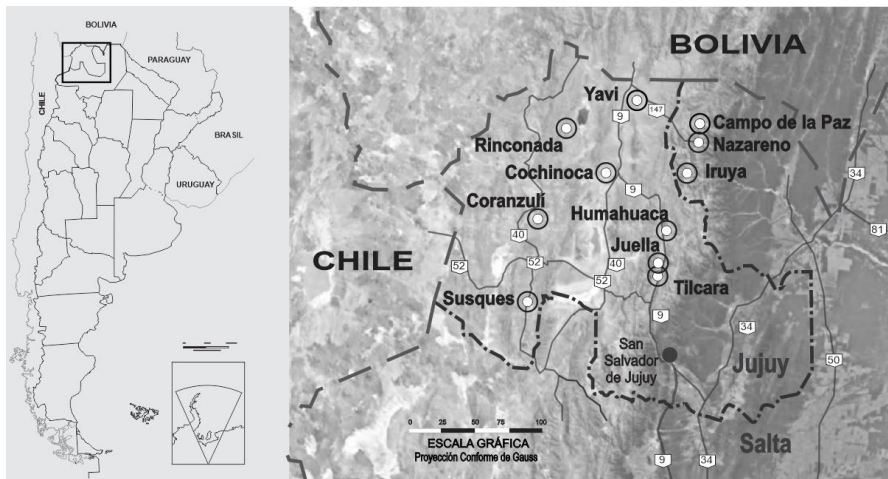 BOLIVIA
PARAGUAY
CHILE
BRASIL
URUGUAY
BOLIVIA
Yavi
9
147
Campo de la Paz
Rinconada
Nazareno
Cochinoca
Iruya
34
9
Coranzulí
Humahuaca
81
40
Juella
CHILE
52
52
40
52
Tilcara
Susques
9
34
San
Salvador
de Jujuy
Jujuy
50
0 25 50 75 100
ESCALA GRÁFICA
Proyección Conforme de Gauss
Salta
9
34